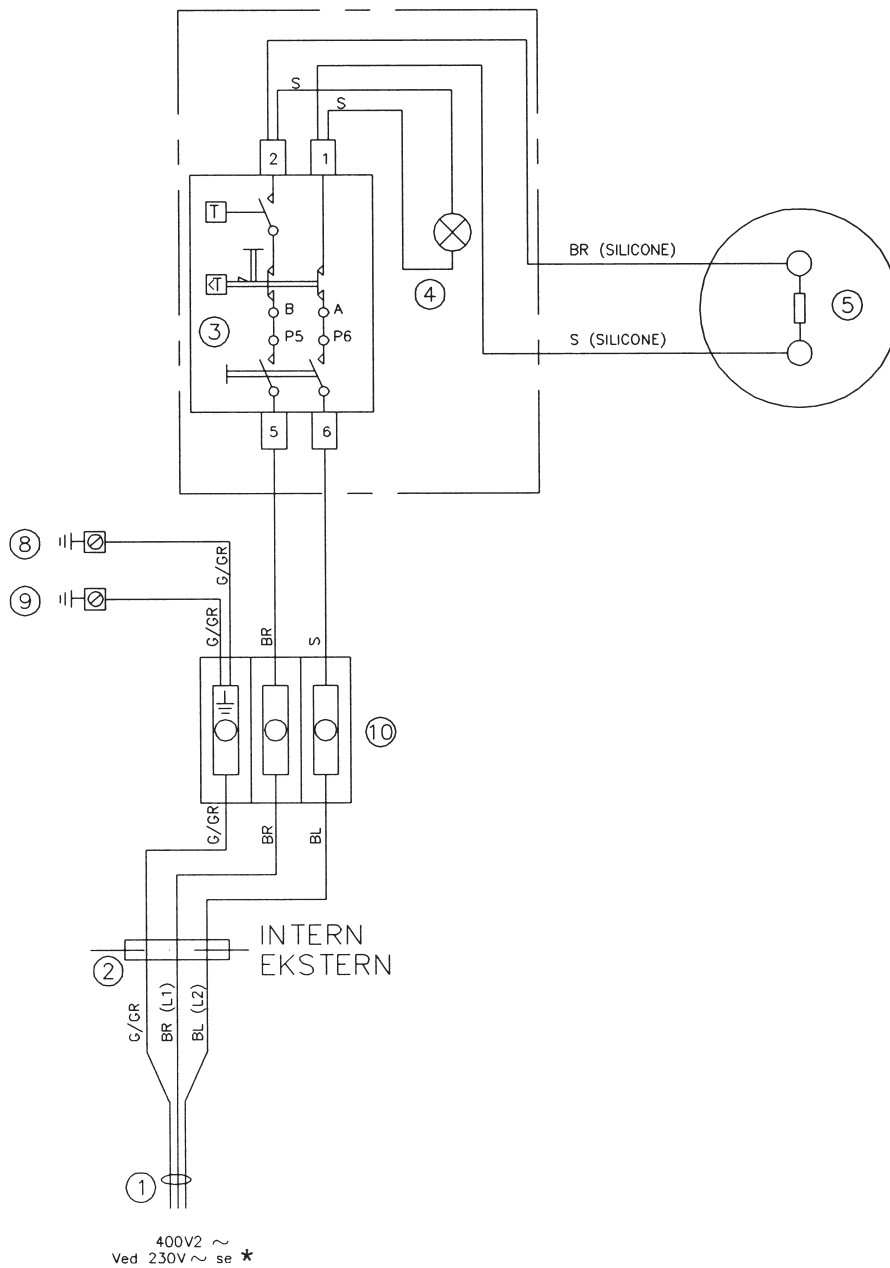 S
S
2
1
T
<T
BR (SILICONE)
4
5
B
A
3
P5
P6
S (SILICONE)
5
6
8
G/GR
9
G/GR
BR
S
10
G/GR
BR
BL
INTERN
EKSTERN
2
G/GR
BR (L1)
BL (L2)
1
400V2 ~
Ved 230V ~ se *